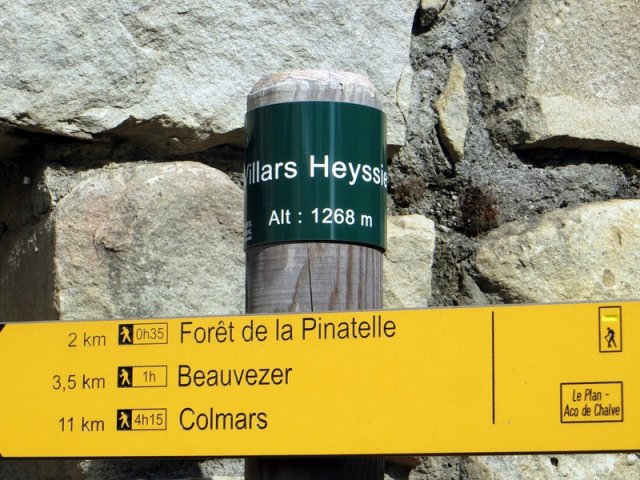 Villars Heyssie
Alt : 1268 m
2 km 0h35 Forêt de la Pinatelle
3,5 km 1h Beauvezer
11 km 4h15 Colmars
Le Plan -
Aco de Chalve